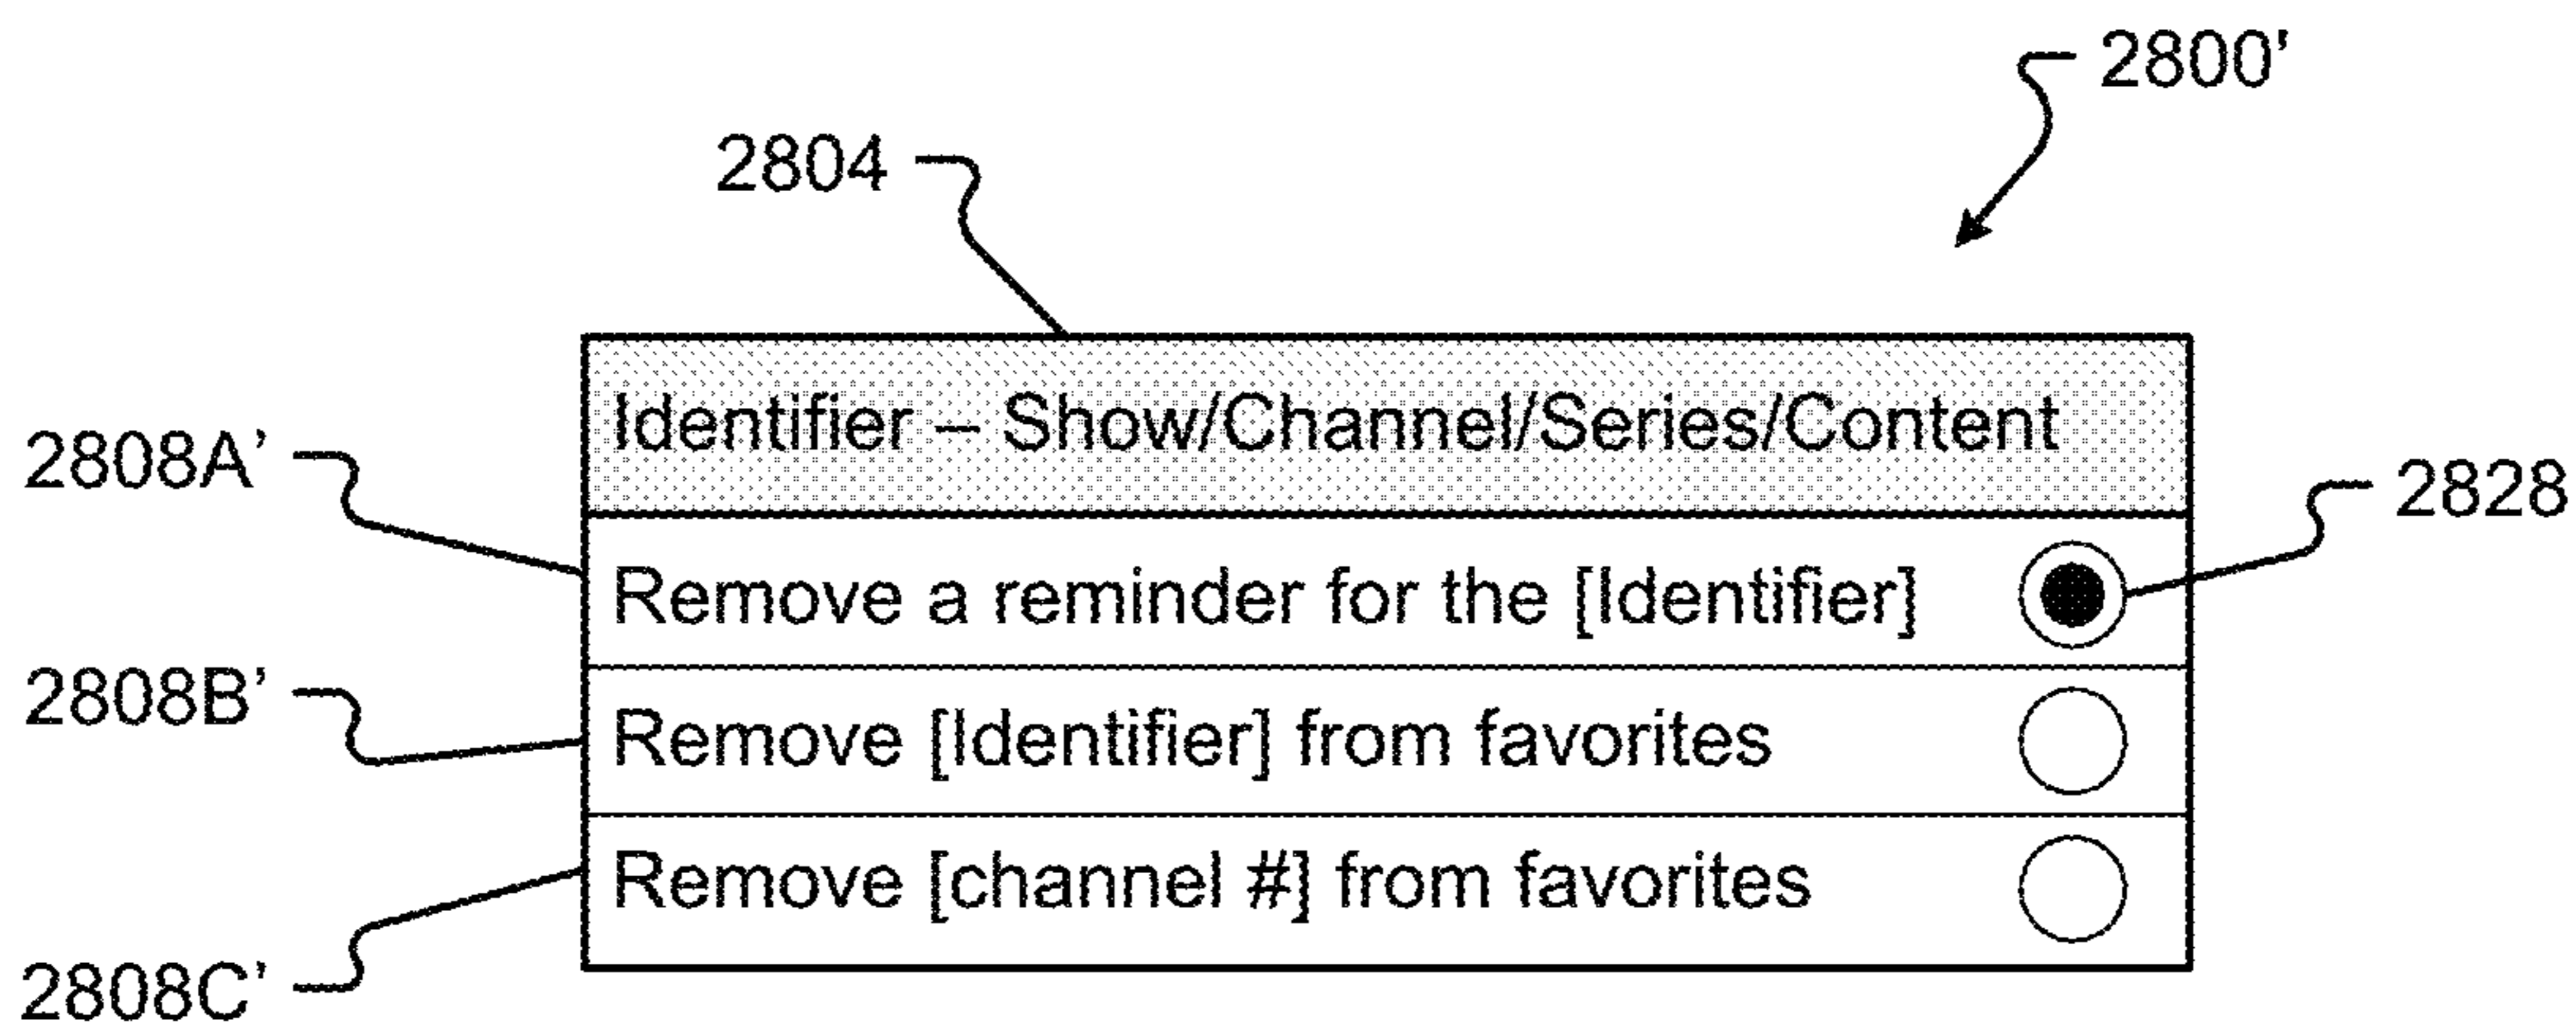 2800’
2804
Identifier – Show/Channel/Series/Content
2808A’
2828
Remove a reminder for the [Identifier]
2808B’
Remove [Identifier] from favorites
Remove [channel #] from favorites
2808C’